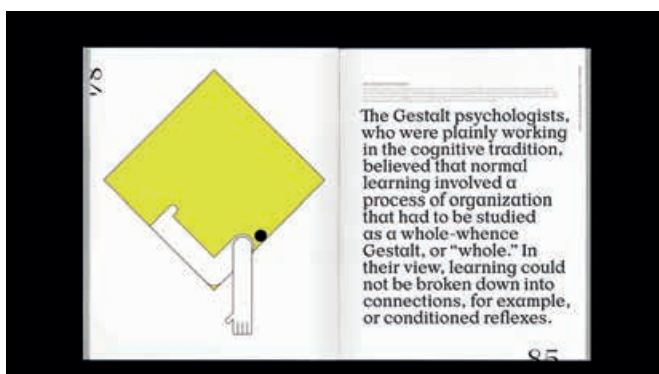 84
The Gestalt psychologists,
who were plainly working
in the cognitive tradition,
believed that normal
learning involved a
process of organization
that had to be studied
as a whole-whence
Gestalt, or “whole.” In
their view, learning could
not be broken down into
connections, for example,
or conditioned reflexes.
85